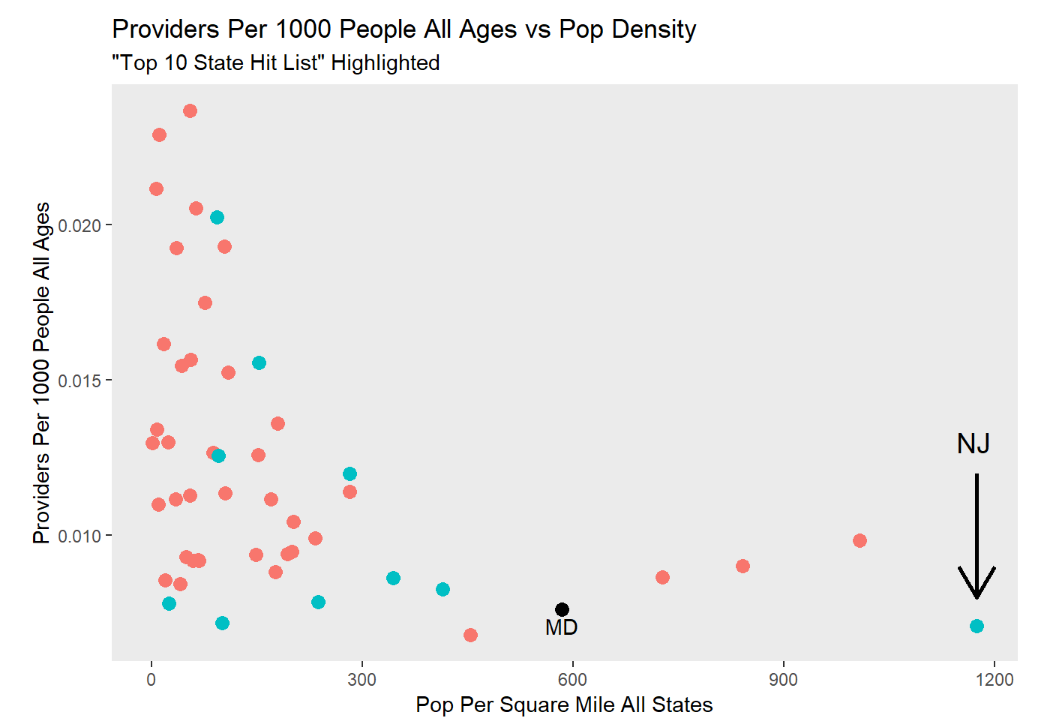 Providers Per 1000 People All Ages vs Pop Density
"Top 10 State Hit List" Highlighted
Providers Per 1000 People All Ages
0.020
0.015
0.010
NJ
MD
0
300
600
900
1200
Pop Per Square Mile All States